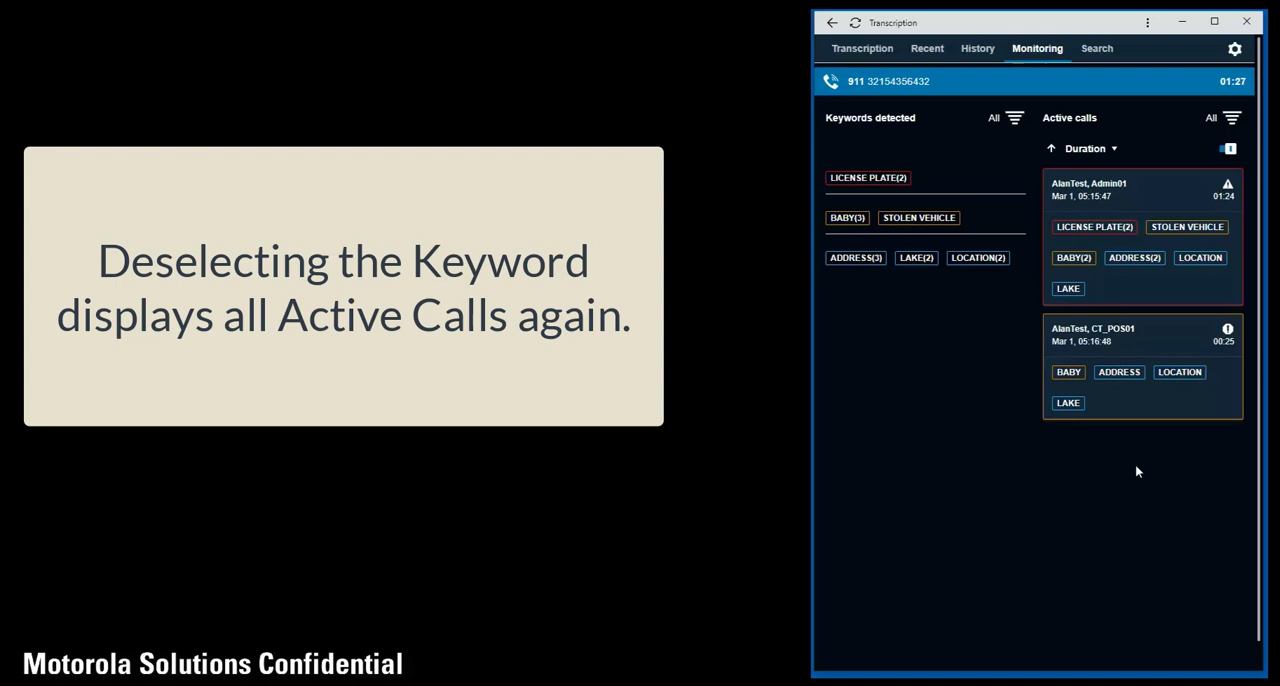 Deselecting the Keyword
displays all Active Calls again.
Motorola Solutions Confidential
Transcription
Transcription Recent History Monitoring Search
911 32154356432 01:27
Keywords detected All
LICENSE PLATE(2)
BABY(3) STOLEN VEHICLE
ADDRESS(3) LAKE(2) LOCATION(2)
Active calls All
Duration
AlanTest, Admin01
Mar 1, 05:15:47 01:24
LICENSE PLATE(2) STOLEN VEHICLE
BABY(2) ADDRESS(2) LOCATION
LAKE
AlanTest, CT_POS01
Mar 1, 05:16:48 00:25
BABY ADDRESS LOCATION
LAKE